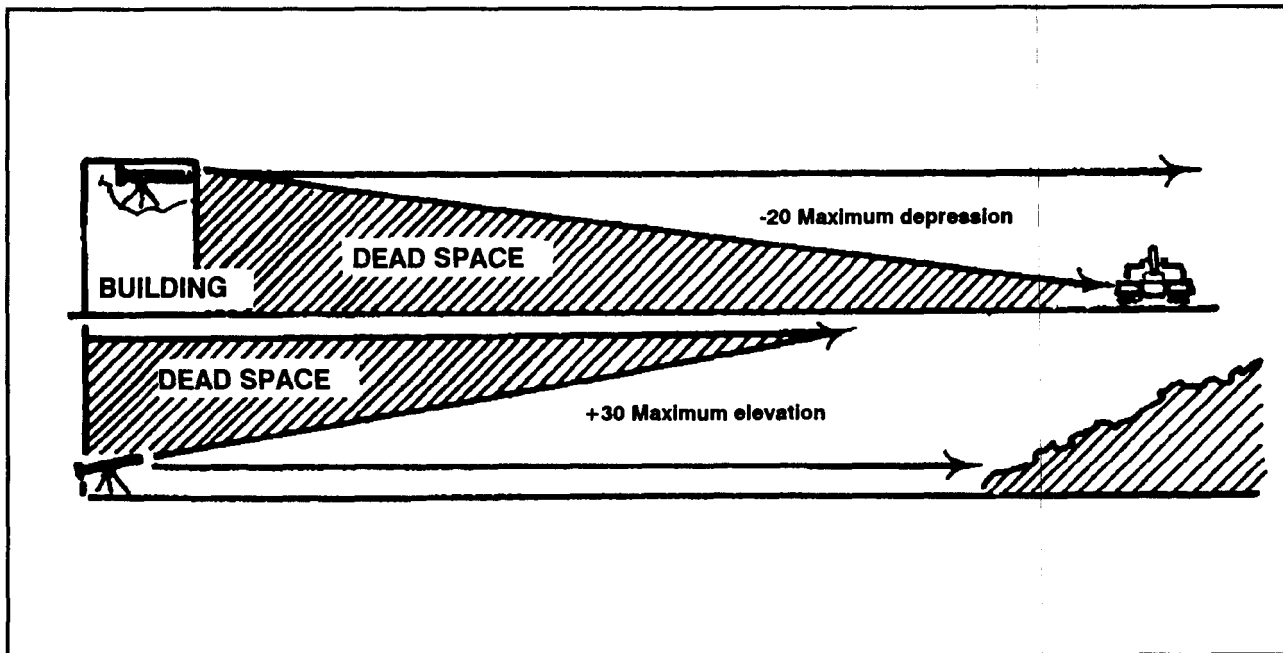 -20 Maximum depression
DEAD SPACE
BUILDING
DEAD SPACE
+30 Maximum elevation